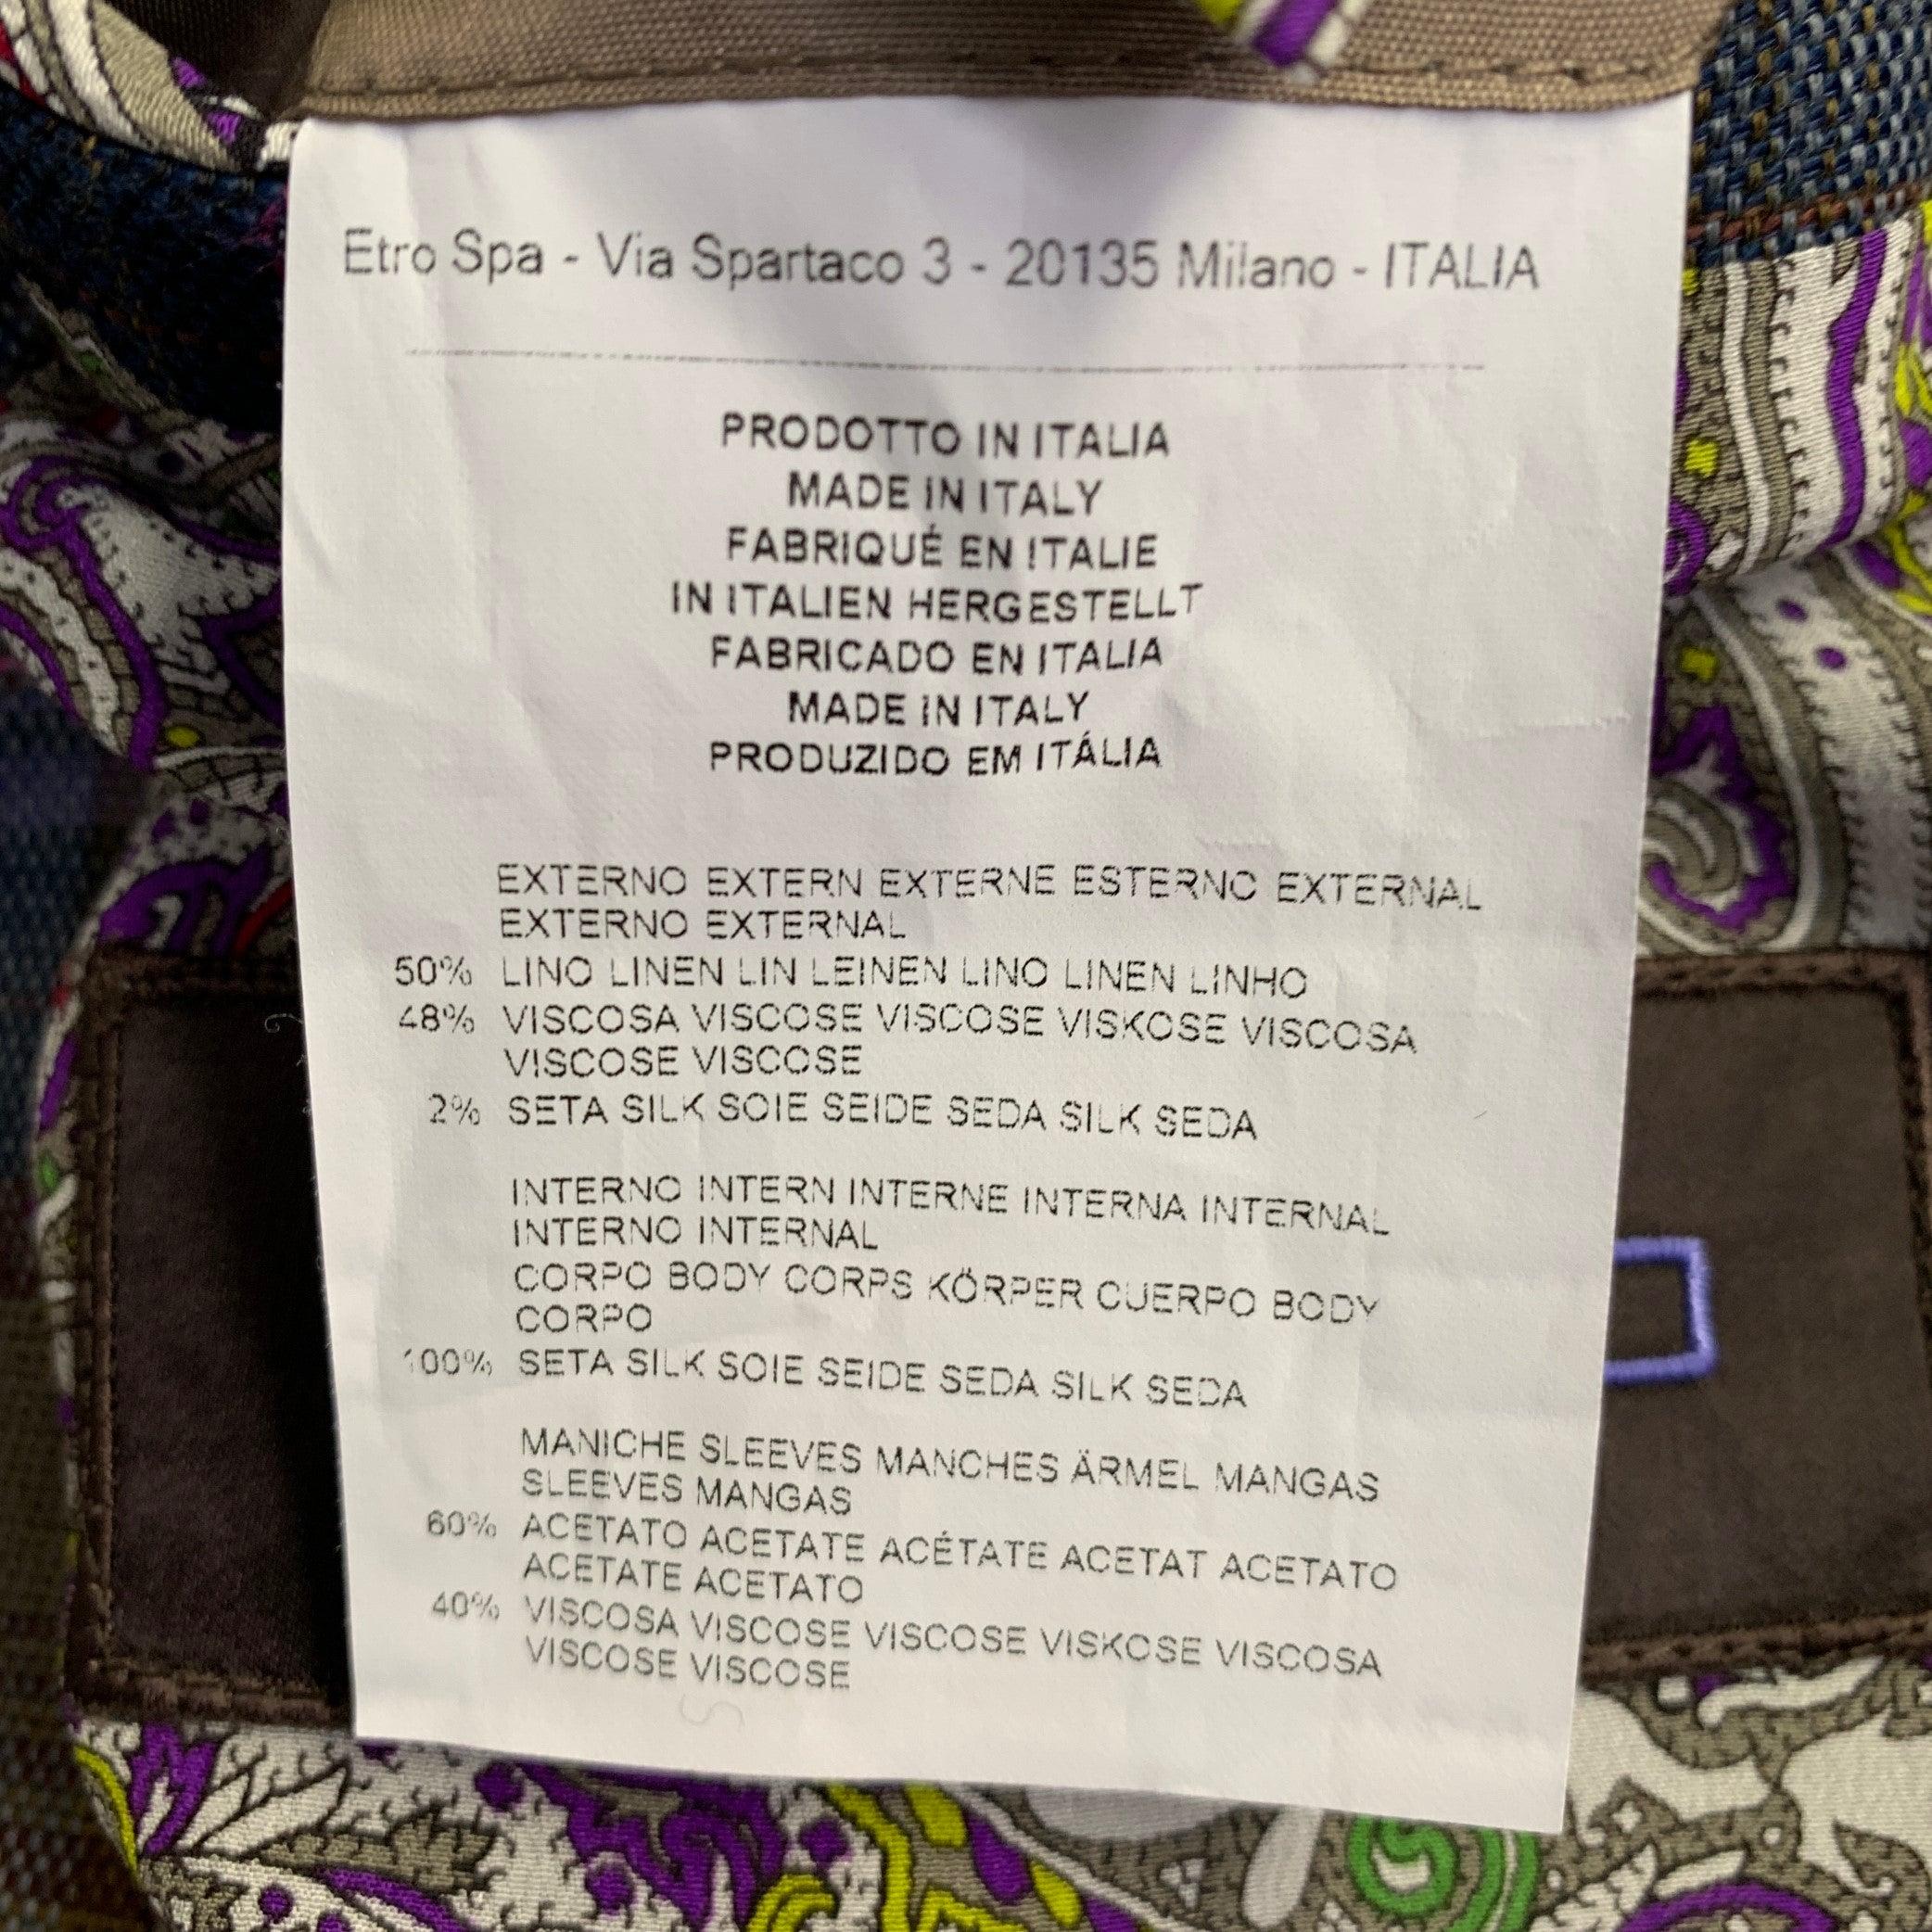 Etro Spa - Via Spartaco 3 - 20135 Milano - ITALIA
PRODOTTO IN ITALIA
MADE IN ITALY
FABRIQUÉ EN ITALIE
IN ITALIEN HERGESTELLT
FABRICADO EN ITALIA
MADE IN ITALY
PRODUZIDO EM ITÁLIA
EXTERNO EXTERN EXTERNE ESTERNO EXTERNAL
EXTERNO EXTERNAL
50% LINO LINEN LIN LEINEN LINO LINEN LINHO
48% VISCOSA VISCOSE VISCOSE VISKOSE VISCOSA
VISCOSE VISCOSE
2% SETA SILK SOIE SEIDE SEDA SILK SEDA
INTERNO INTERN INTERNE INTERNA INTERNAL
INTERNO INTERNAL
CORPO BODY CORPS KÖRPER CUERPO BODY
CORPO
100% SETA SILK SOIE SEIDE SEDA SILK SEDA
MANICHE SLEEVES MANCHES ÄRMEL MANGAS
SLEEVES MANGAS
60% ACETATO ACETATE ACÉTATE ACETAT ACETATO
ACETATE ACETATO
40% VISCOSA VISCOSE VISCOSE VISKOSE VISCOSA
VISCOSE VISCOSE